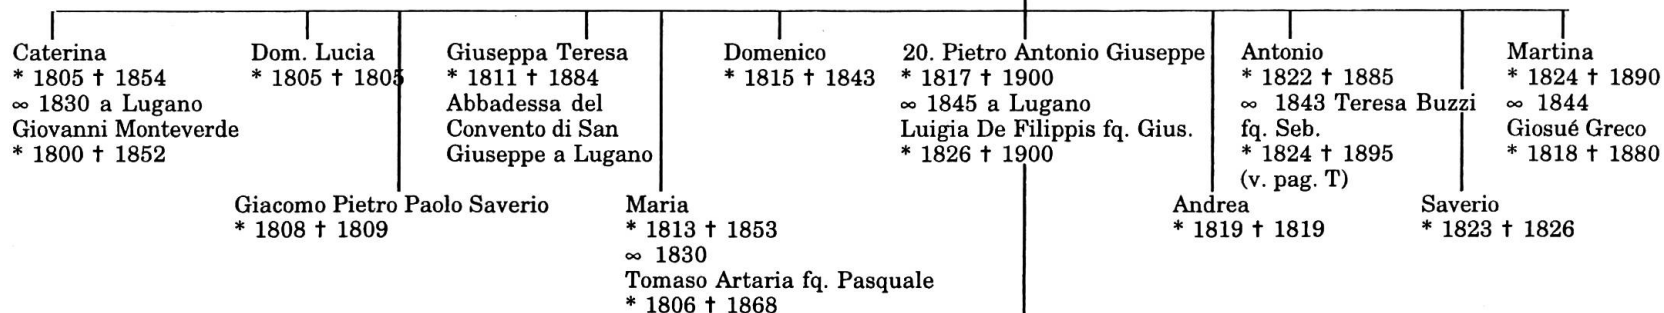 Caterina
* 1805 † 1854
∞ 1830 a Lugano
Giovanni Monteverde
* 1800 † 1852
Dom. Lucia
* 1805 † 1805
Giacomo Pietro Paolo Saverio
* 1808 † 1809
Giuseppa Teresa
* 1811 † 1884
Abbadessa del
Convento di San
Giuseppe a Lugano
Maria
* 1813 † 1853
∞ 1830
Tomaso Artaria fq. Pasquale
* 1806 † 1868
Domenico
* 1815 † 1843
20. Pietro Antonio Giuseppe
* 1817 † 1900
∞ 1845 a Lugano
Luigia De Filippis fq. Gius.
* 1826 † 1900
Andrea
* 1819 † 1819
Antonio
* 1822 † 1885
∞ 1843 Teresa Buzzi
fq. Seb.
* 1824 † 1895
(v. pag. T)
Saverio
* 1823 † 1826
Martina
* 1824 † 1890
∞ 1844
Giosué Greco
* 1818 † 1880